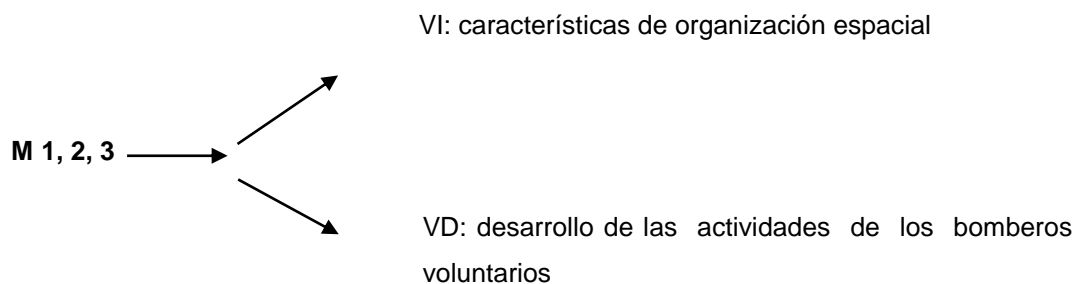 VI: características de organización espacial
M 1, 2, 3
VD: desarrollo de las actividades de los bomberos
voluntarios